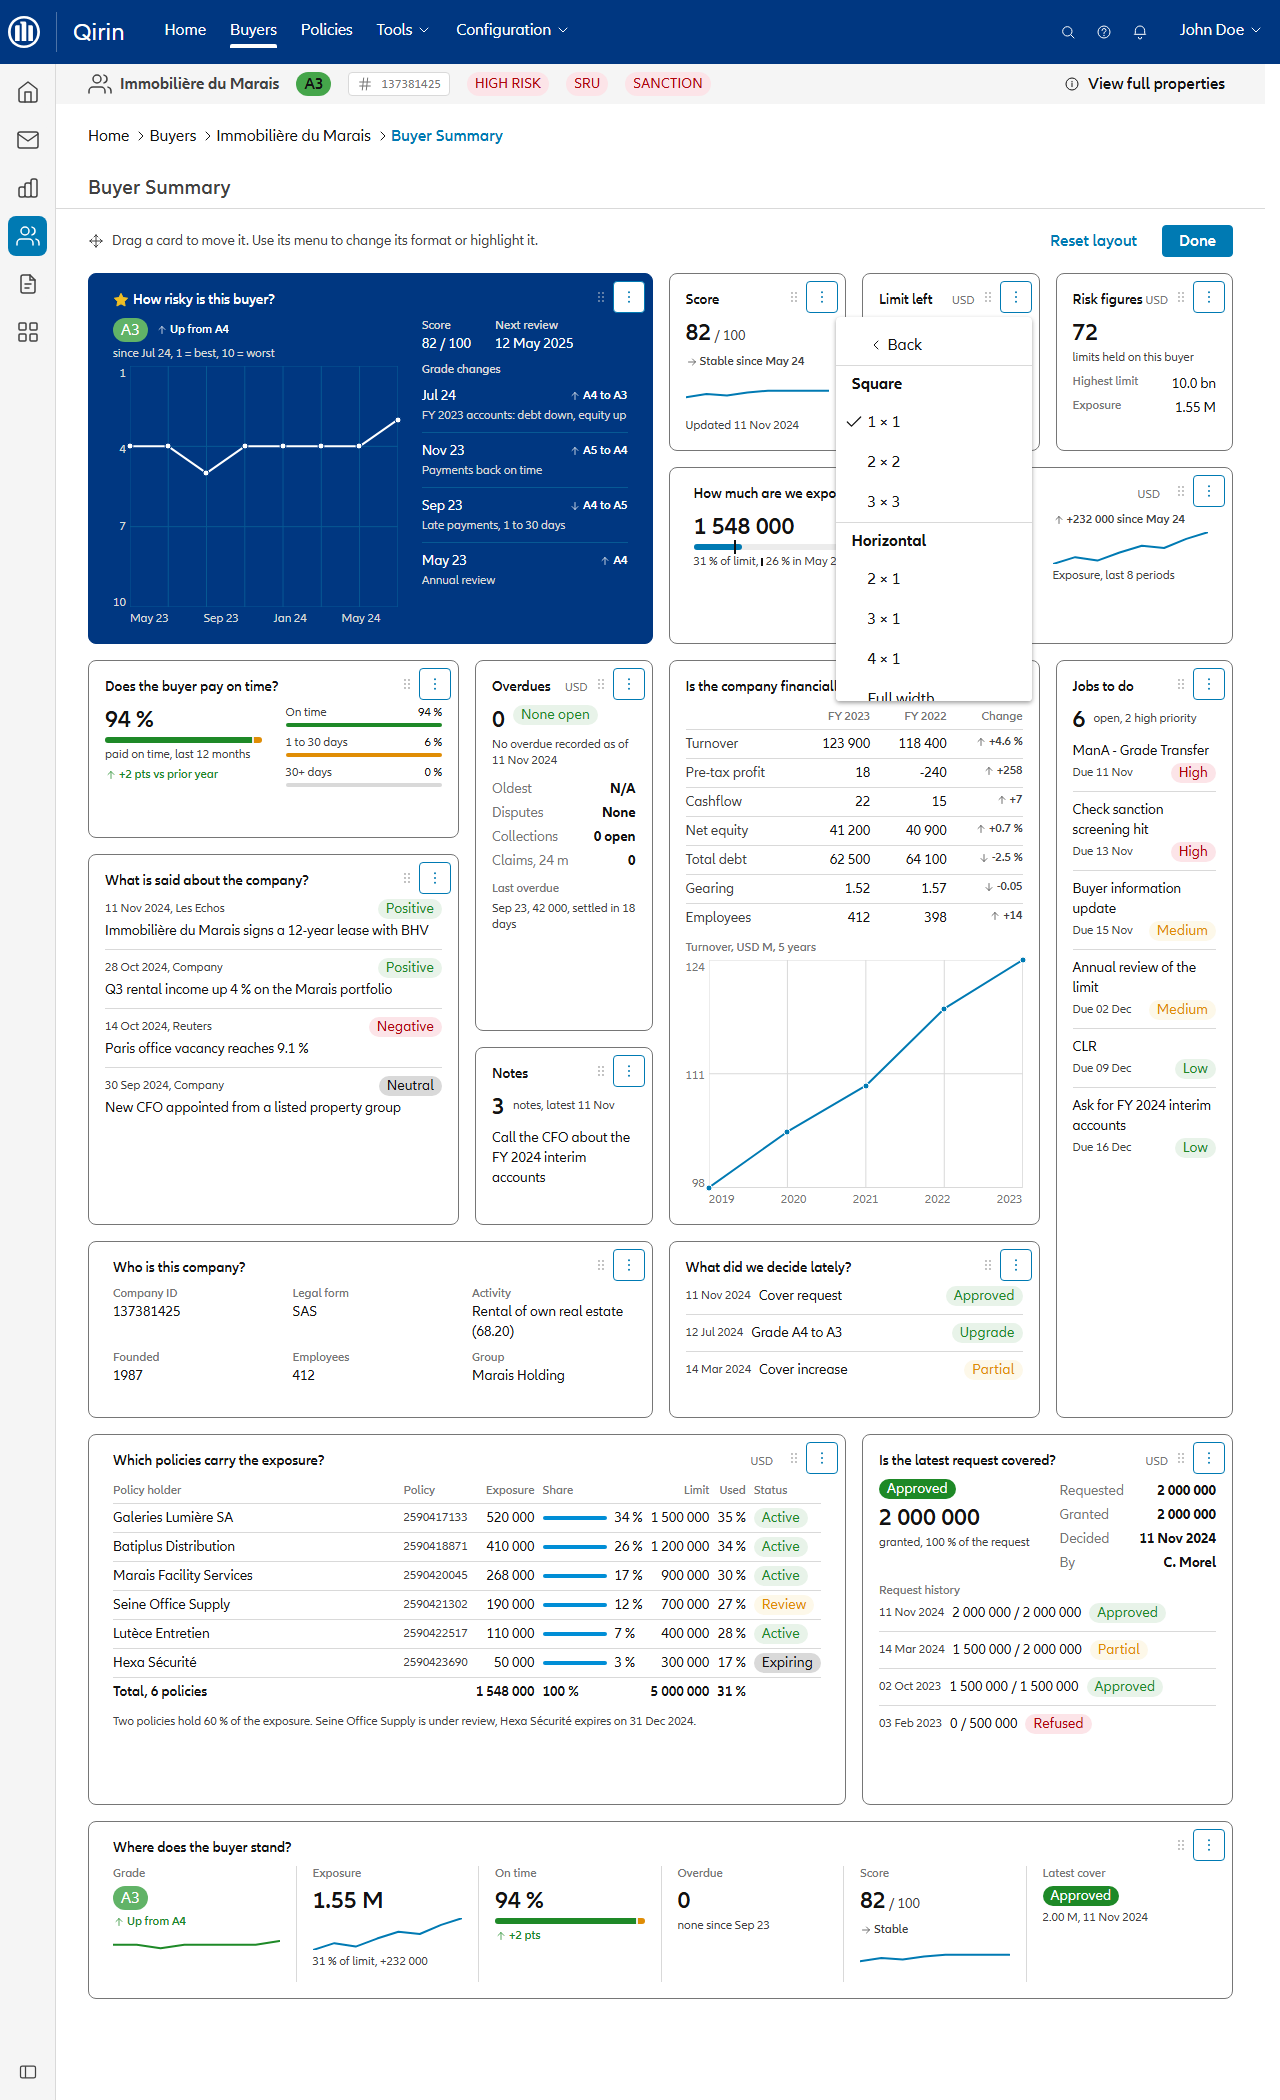 Qirin
Home
Buyers
Policies
Tools
Configuration
John Doe
Immobilière du Marais
A3
# 137381425
HIGH RISK
SRU
SANCTION
View full properties
Home > Buyers > Immobilière du Marais > Buyer Summary
Buyer Summary
Drag a card to move it. Use its menu to change its format or highlight it.
Reset layout
Done
How risky is this buyer?
A3 ↑ Up from A4
since Jul 24, 1 = best, 10 = worst
1
4
7
10
May 23 Sep 23 Jan 24 May 24
Score Next review
82 / 100 12 May 2025
Grade changes
Jul 24 ↑ A4 to A3
FY 2023 accounts: debt down, equity up
Nov 23 ↑ A5 to A4
Payments back on time
Sep 23 ↓ A4 to A5
Late payments, 1 to 30 days
May 23 ↑ A4
Annual review
Score
82 / 100
→ Stable since May 24
Updated 11 Nov 2024
Limit left USD
Back
Square
1 × 1
2 × 2
3 × 3
Horizontal
2 × 1
3 × 1
4 × 1
Full width
Risk figures USD
72
limits held on this buyer
Highest limit 10.0 bn
Exposure 1.55 M
How much are we expo
1 548 000
31 % of limit, 26 % in May 2
USD
↑ +232 000 since May 24
Exposure, last 8 periods
Does the buyer pay on time?
94 %
paid on time, last 12 months
↑ +2 pts vs prior year
On time 94 %
1 to 30 days 6 %
30+ days 0 %
Overdues USD
0 None open
No overdue recorded as of
11 Nov 2024
Oldest N/A
Disputes None
Collections 0 open
Claims, 24 m 0
Last overdue
Sep 23, 42 000, settled in 18
days
Is the company financiall
FY 2023 FY 2022 Change
Turnover 123 900 118 400 ↑ +4.6 %
Pre-tax profit 18 -240 ↑ +258
Cashflow 22 15 ↑ +7
Net equity 41 200 40 900 ↑ +0.7 %
Total debt 62 500 64 100 ↓ -2.5 %
Gearing 1.52 1.57 ↓ -0.05
Employees 412 398 ↑ +14
Turnover, USD M, 5 years
124
111
98
2019 2020 2021 2022 2023
Jobs to do
6 open, 2 high priority
ManA - Grade Transfer
Due 11 Nov High
Check sanction
screening hit
Due 13 Nov High
Buyer information
update
Due 15 Nov Medium
Annual review of the
limit
Due 02 Dec Medium
CLR
Due 09 Dec Low
Ask for FY 2024 interim
accounts
Due 16 Dec Low
What is said about the company?
11 Nov 2024, Les Echos Positive
Immobilière du Marais signs a 12-year lease with BHV
28 Oct 2024, Company Positive
Q3 rental income up 4 % on the Marais portfolio
14 Oct 2024, Reuters Negative
Paris office vacancy reaches 9.1 %
30 Sep 2024, Company Neutral
New CFO appointed from a listed property group
Notes
3 notes, latest 11 Nov
Call the CFO about the
FY 2024 interim
accounts
Who is this company?
Company ID Legal form Activity
137381425 SAS Rental of own real estate
(68.20)
Founded Employees Group
1987 412 Marais Holding
What did we decide lately?
11 Nov 2024 Cover request Approved
12 Jul 2024 Grade A4 to A3 Upgrade
14 Mar 2024 Cover increase Partial
Which policies carry the exposure? USD
Policy holder Policy Exposure Share Limit Used Status
Galeries Lumière SA 2590417133 520 000 34 % 1 500 000 35 % Active
Batiplus Distribution 2590418871 410 000 26 % 1 200 000 34 % Active
Marais Facility Services 2590420045 268 000 17 % 900 000 30 % Active
Seine Office Supply 2590421302 190 000 12 % 700 000 27 % Review
Lutèce Entretien 2590422517 110 000 7 % 400 000 28 % Active
Hexa Sécurité 2590423690 50 000 3 % 300 000 17 % Expiring
Total, 6 policies 1 548 000 100 % 5 000 000 31 %
Two policies hold 60 % of the exposure. Seine Office Supply is under review, Hexa Sécurité expires on 31 Dec 2024.
Is the latest request covered? USD
Approved
2 000 000
granted, 100 % of the request
Requested 2 000 000
Granted 2 000 000
Decided 11 Nov 2024
By C. Morel
Request history
11 Nov 2024 2 000 000 / 2 000 000 Approved
14 Mar 2024 1 500 000 / 2 000 000 Partial
02 Oct 2023 1 500 000 / 1 500 000 Approved
03 Feb 2023 0 / 500 000 Refused
Where does the buyer stand?
Grade
A3
↑ Up from A4
Exposure
1.55 M
31 % of limit, +232 000
On time
94 %
↑ +2 pts
Overdue
0
none since Sep 23
Score
82 / 100
→ Stable
Latest cover
Approved
2.00 M, 11 Nov 2024